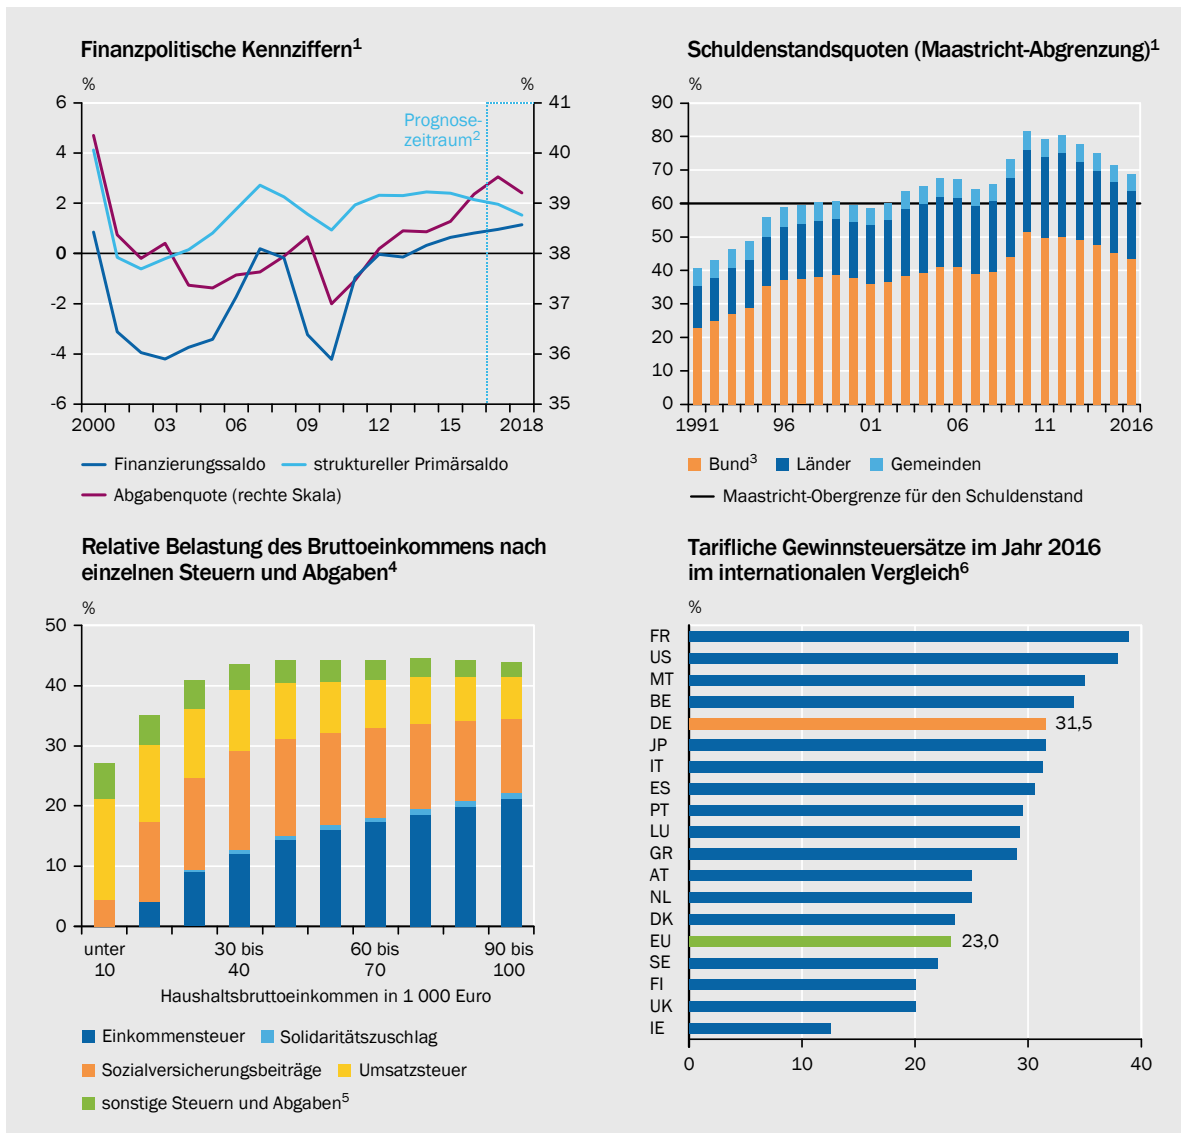 Finanzpolitische Kennziffern¹
%
%
6
4
2
0
-2
-4
-6
41
40
39
38
37
36
35
Prognose-
zeitraum²
2000 03 06 09 12 15 2018
Finanzierungssaldo struktureller Primärsaldo
Abgabenquote (rechte Skala)
Schuldenstandsquoten (Maastricht-Abgrenzung)¹
%
90
80
70
60
50
40
30
20
10
0
1991 96 01 06 11 2016
Bund³ Länder Gemeinden
Maastricht-Obergrenze für den Schuldenstand
Relative Belastung des Bruttoeinkommens nach
einzelnen Steuern und Abgaben⁴
%
50
40
30
20
10
0
unter 30 bis 60 bis 90 bis
10 40 70 100
Haushaltsbruttoeinkommen in 1 000 Euro
Einkommensteuer Solidaritätszuschlag
Sozialversicherungsbeiträge Umsatzsteuer
sonstige Steuern und Abgaben⁵
Tarifliche Gewinnsteuersätze im Jahr 2016
im internationalen Vergleich⁶
%
FR
US
MT
BE
DE 31,5
JP
IT
ES
PT
LU
GR
AT
NL
DK
EU 23,0
SE
FI
UK
IE
0 10 20 30 40